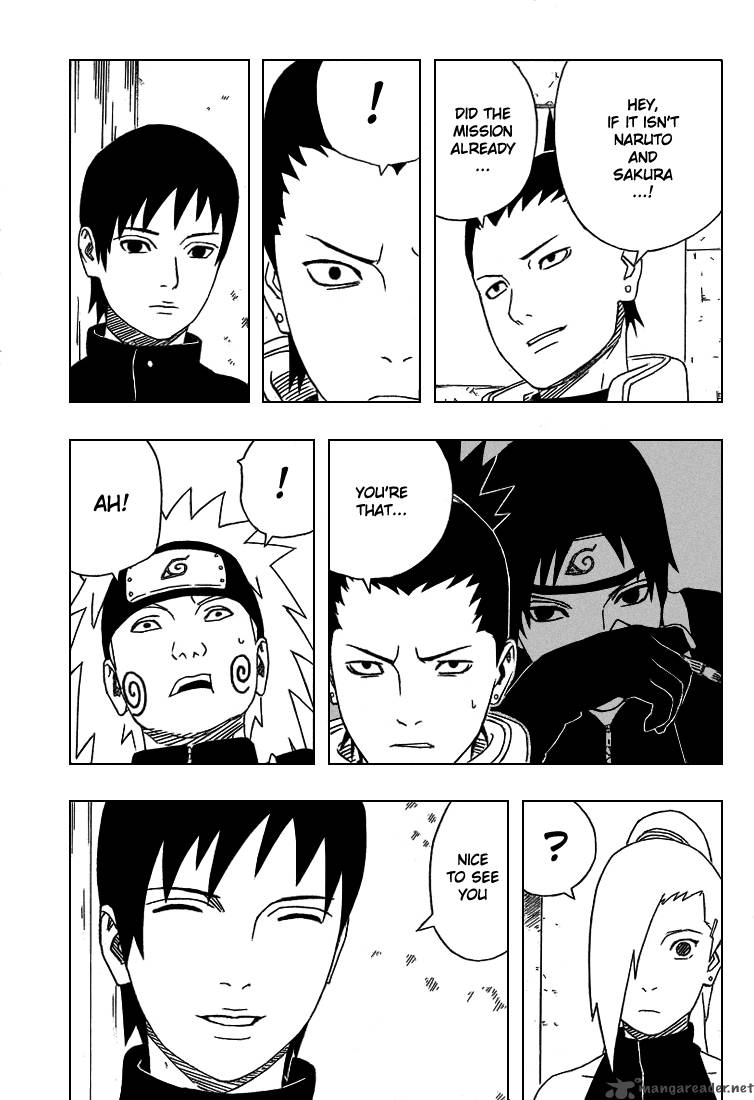 HEY,
IF IT ISN'T
NARUTO
AND
SAKURA
...!
DID THE
MISSION
ALREADY
...
!
YOU'RE
THAT...
!
AH!
?
NICE
TO SEE
YOU
mangareader.net